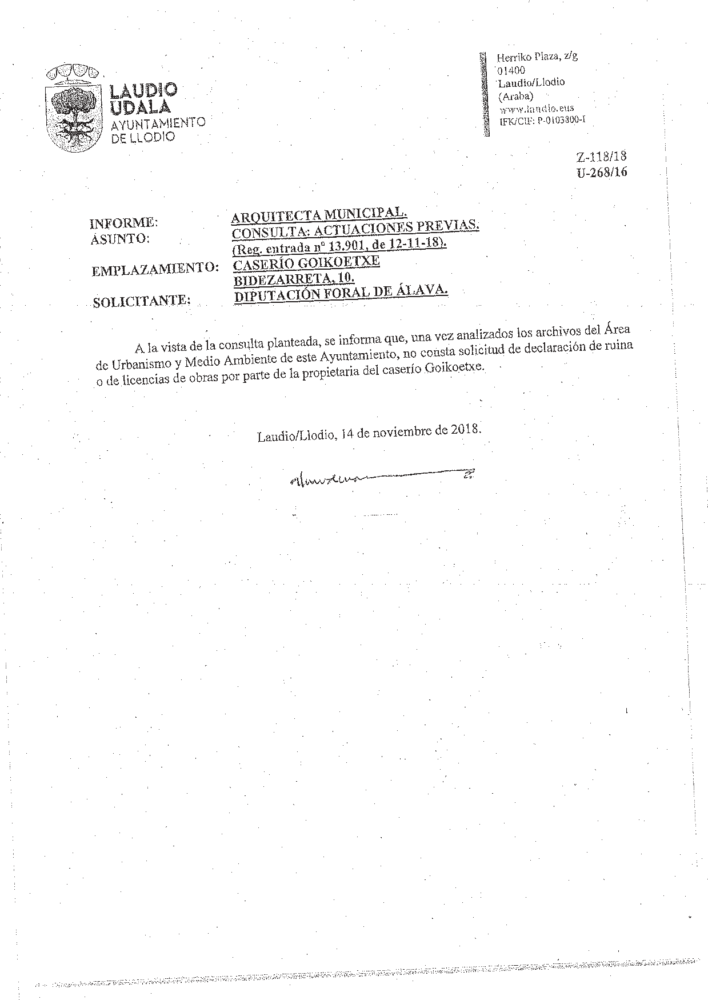 LAUDIO
UDALA
AYUNTAMIENTO
DE LLODIO
Herriko Plaza, z/g
01400
Laudio/Llodio
(Araba)
www.laudio.eus
IFK/CIF: P-0103800-I
Z-118/18
U-268/16
INFORME: ARQUITECTA MUNICIPAL.
ASUNTO: CONSULTA: ACTUACIONES PREVIAS.
(Reg. entrada nº 13.901, de 12-11-18).
EMPLAZAMIENTO: CASERÍO GOIKOETXE
BIDEZARRETA, 10.
SOLICITANTE: DIPUTACIÓN FORAL DE ÁLAVA.
A la vista de la consulta planteada, se informa que, una vez analizados los archivos del Área
de Urbanismo y Medio Ambiente de este Ayuntamiento, no consta solicitud de declaración de ruina
o de licencias de obras por parte de la propietaria del caserío Goikoetxe.
Laudio/Llodio, 14 de noviembre de 2018.